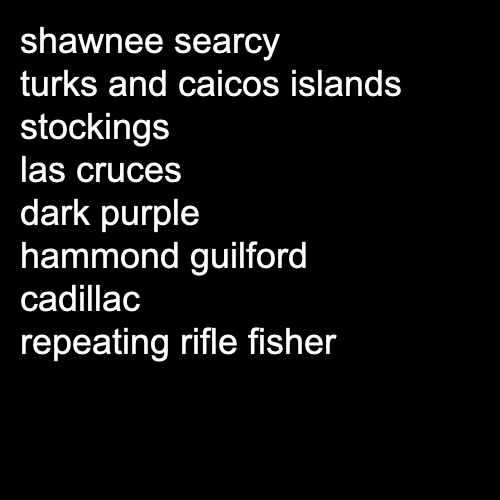 shawnee searcy
turks and caicos islands
stockings
las cruces
dark purple
hammond guilford
cadillac
repeating rifle fisher